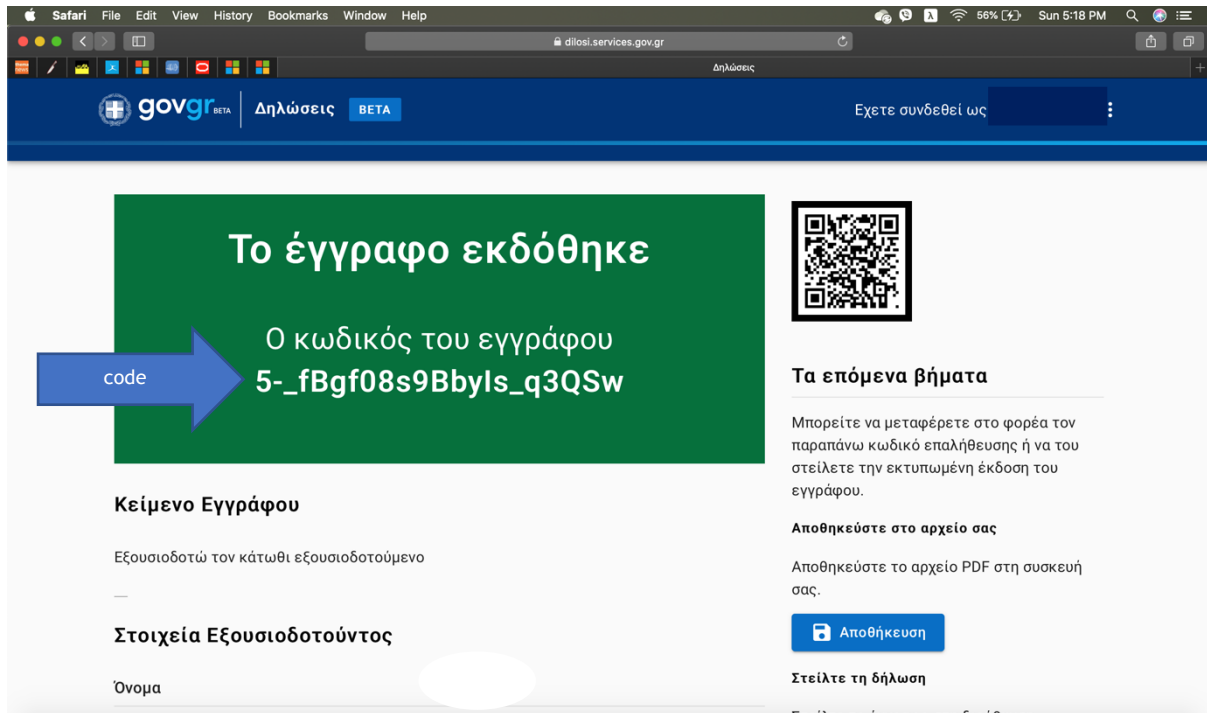 Safari File Edit View History Bookmarks Window Help 56% Sun 5:18 PM
dilosi.services.gov.gr
Δηλώσεις
govgr BETA Δηλώσεις BETA Εχετε συνδεθεί ως
Το έγγραφο εκδόθηκε
Ο κωδικός του εγγράφου
code
5-_fBgf08s9BbyIs_q3QSw
Κείμενο Εγγράφου
Εξουσιοδοτώ τον κάτωθι εξουσιοδοτούμενο
Στοιχεία Εξουσιοδοτούντος
Όνομα
Τα επόμενα βήματα
Μπορείτε να μεταφέρετε στο φορέα τον
παραπάνω κωδικό επαλήθευσης ή να του
στείλετε την εκτυπωμένη έκδοση του
εγγράφου.
Αποθηκεύστε στο αρχείο σας
Αποθηκεύστε το αρχείο PDF στη συσκευή
σας.
Αποθήκευση
Στείλτε τη δήλωση